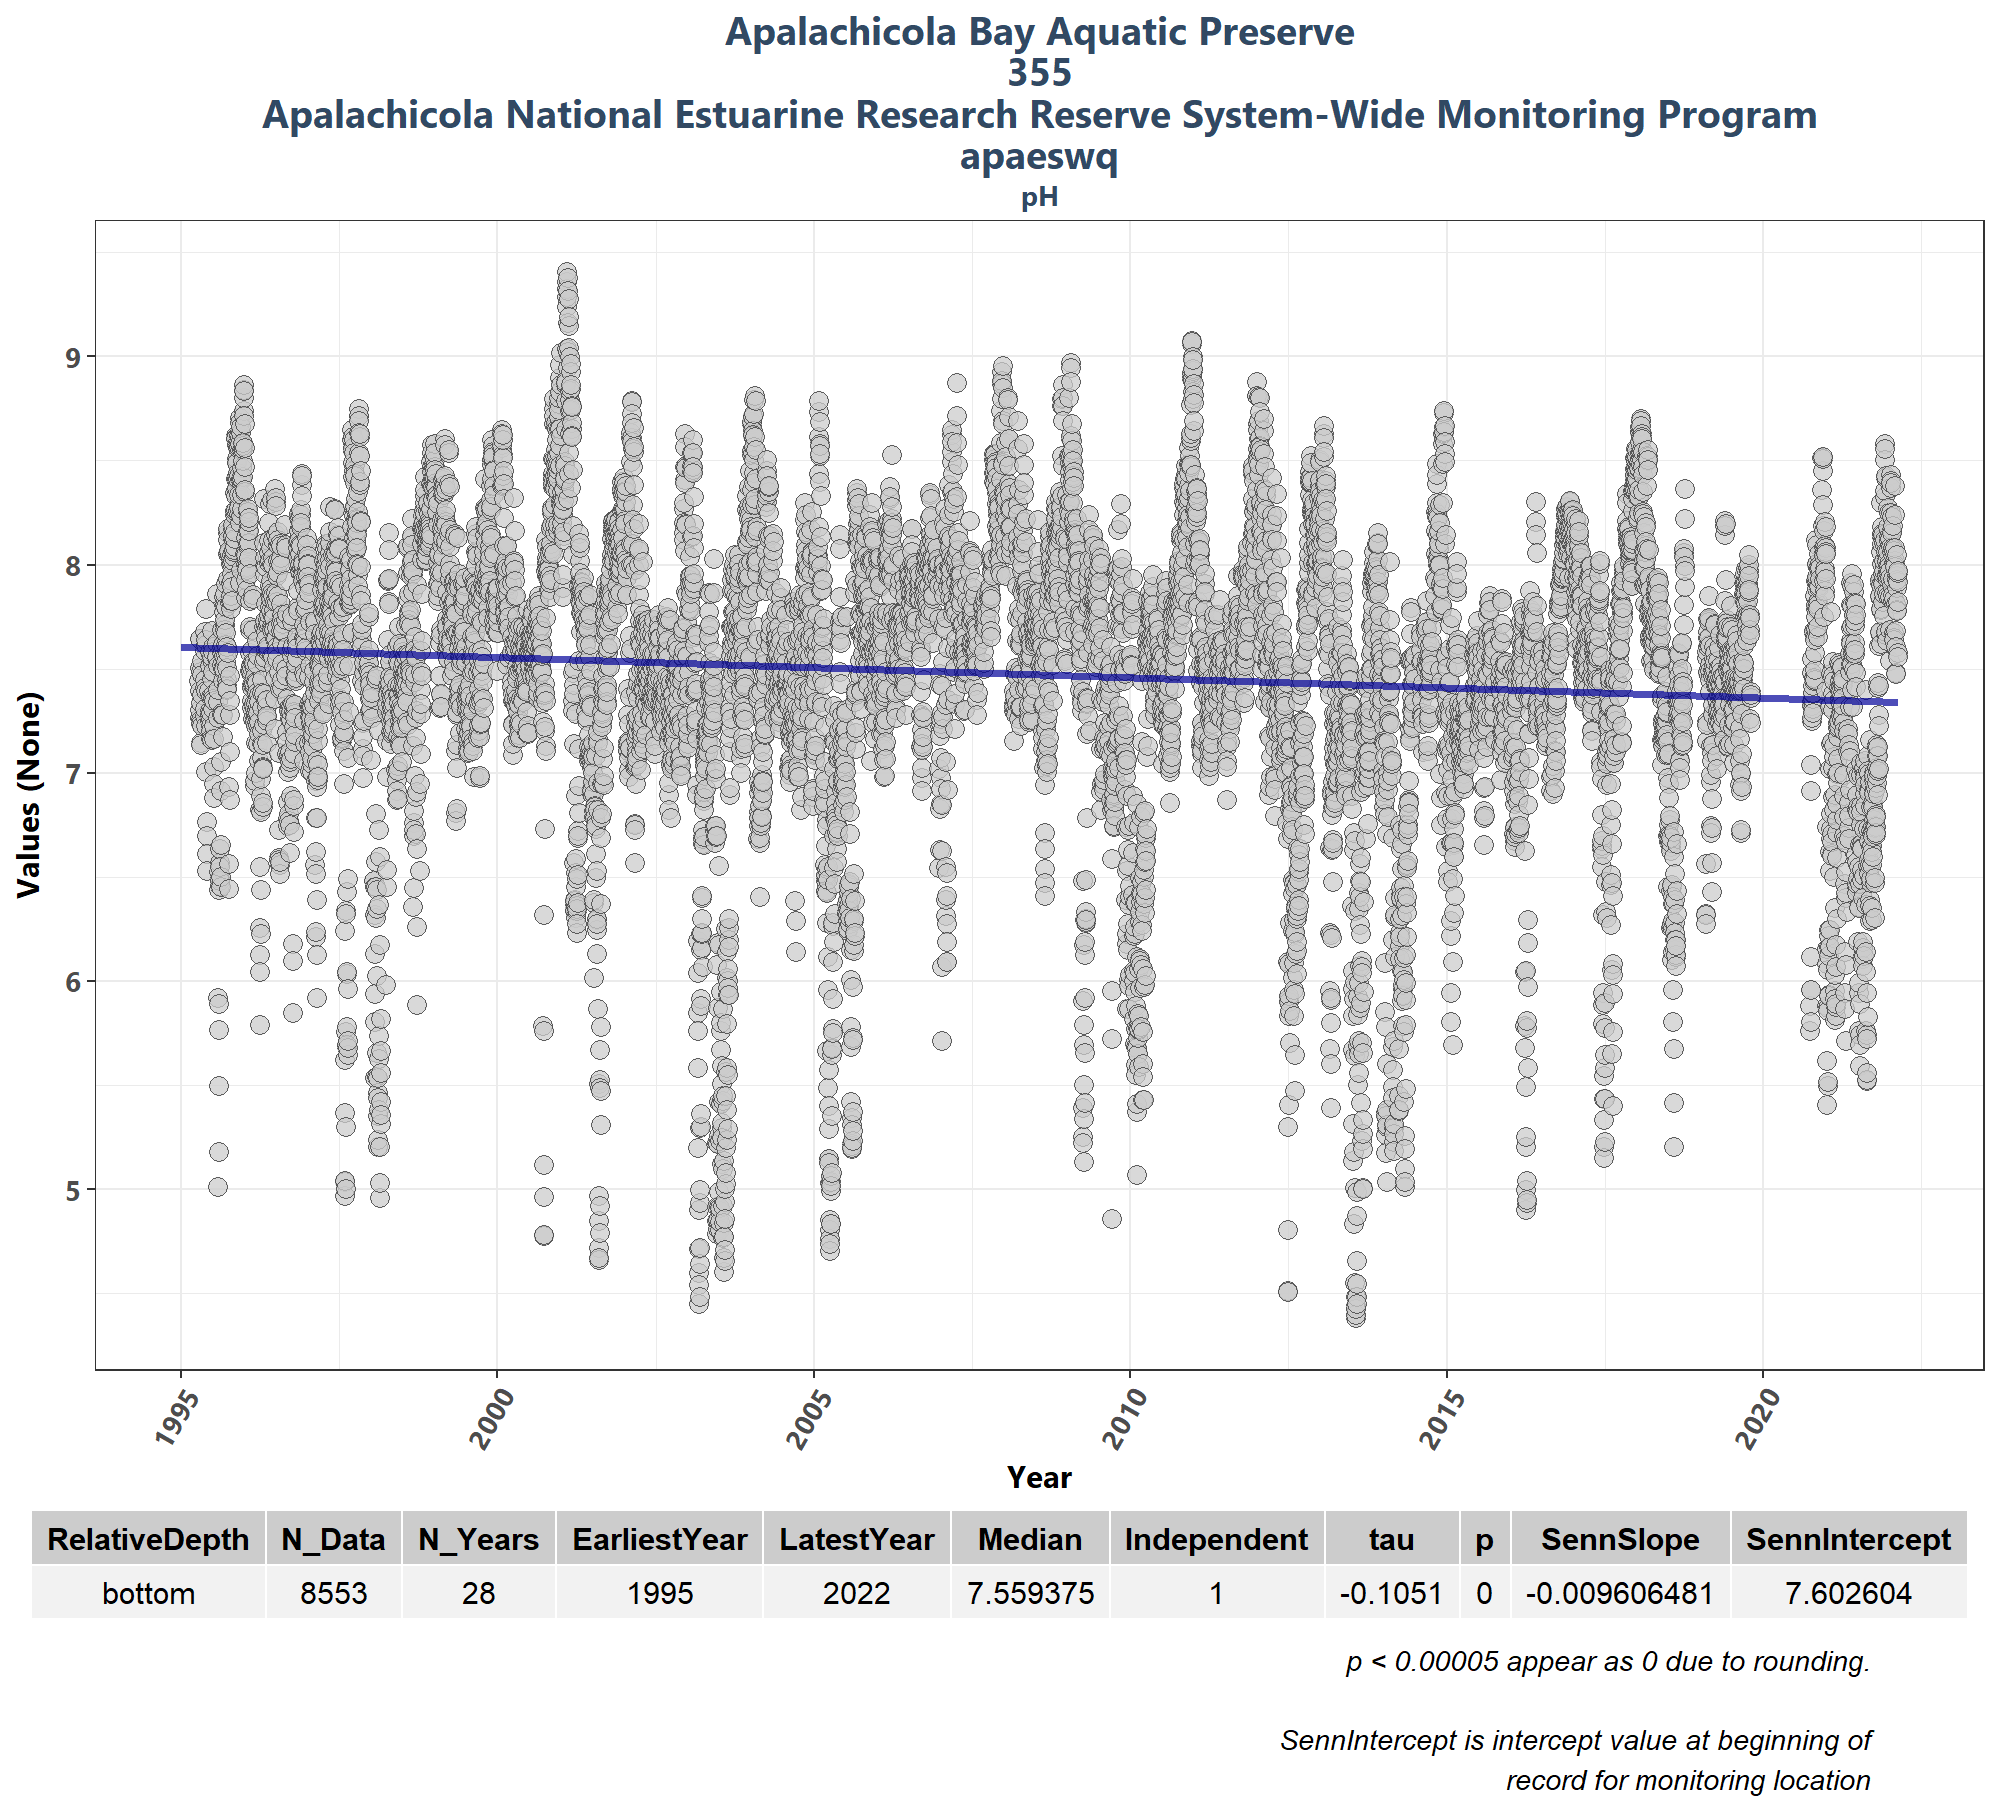 Apalachicola Bay Aquatic Preserve
355
Apalachicola National Estuarine Research Reserve System-Wide Monitoring Program
apaeswq
pH
Values (None)
9
8
7
6
5
1995 2000 2005 2010 2015 2020
Year
RelativeDepth N_Data N_Years EarliestYear LatestYear Median Independent tau p SennSlope SennIntercept
bottom 8553 28 1995 2022 7.559375 1 -0.1051 0 -0.009606481 7.602604
p < 0.00005 appear as 0 due to rounding.
SennIntercept is intercept value at beginning of
record for monitoring location